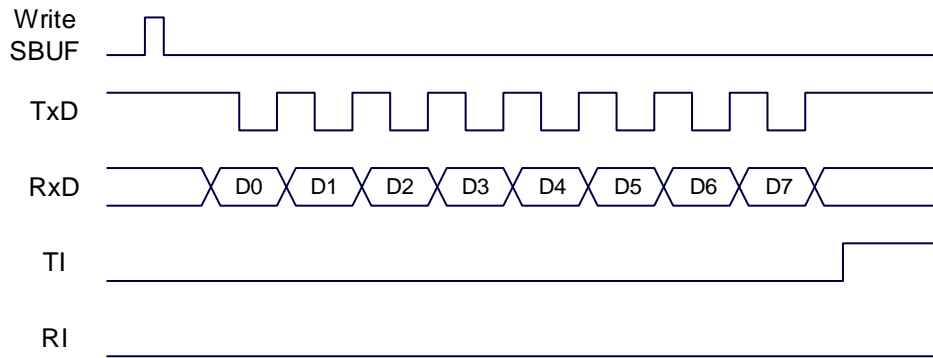 Write
SBUF
TxD
RxD D0 D1 D2 D3 D4 D5 D6 D7
TI
RI